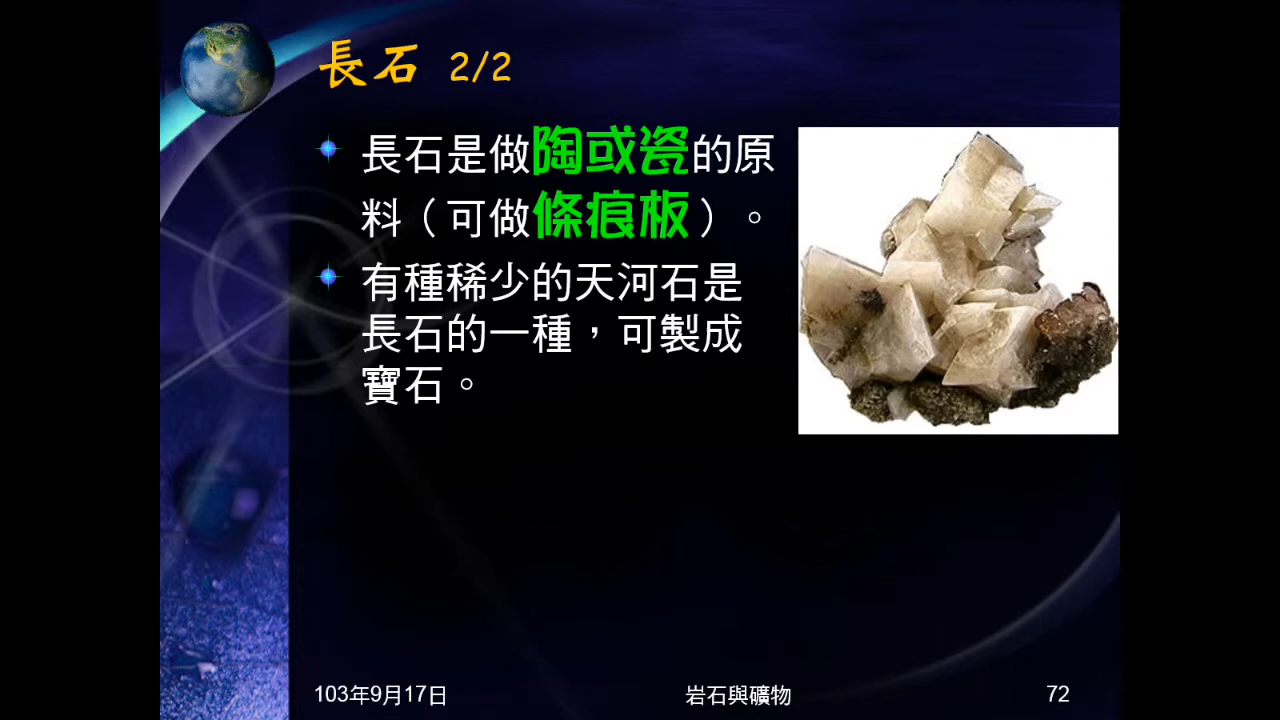 長石 2/2
長石是做陶或瓷的原
料（可做條痕板）。
有種稀少的天河石是
長石的一種，可製成
寶石。
103年9月17日
岩石與礦物
72